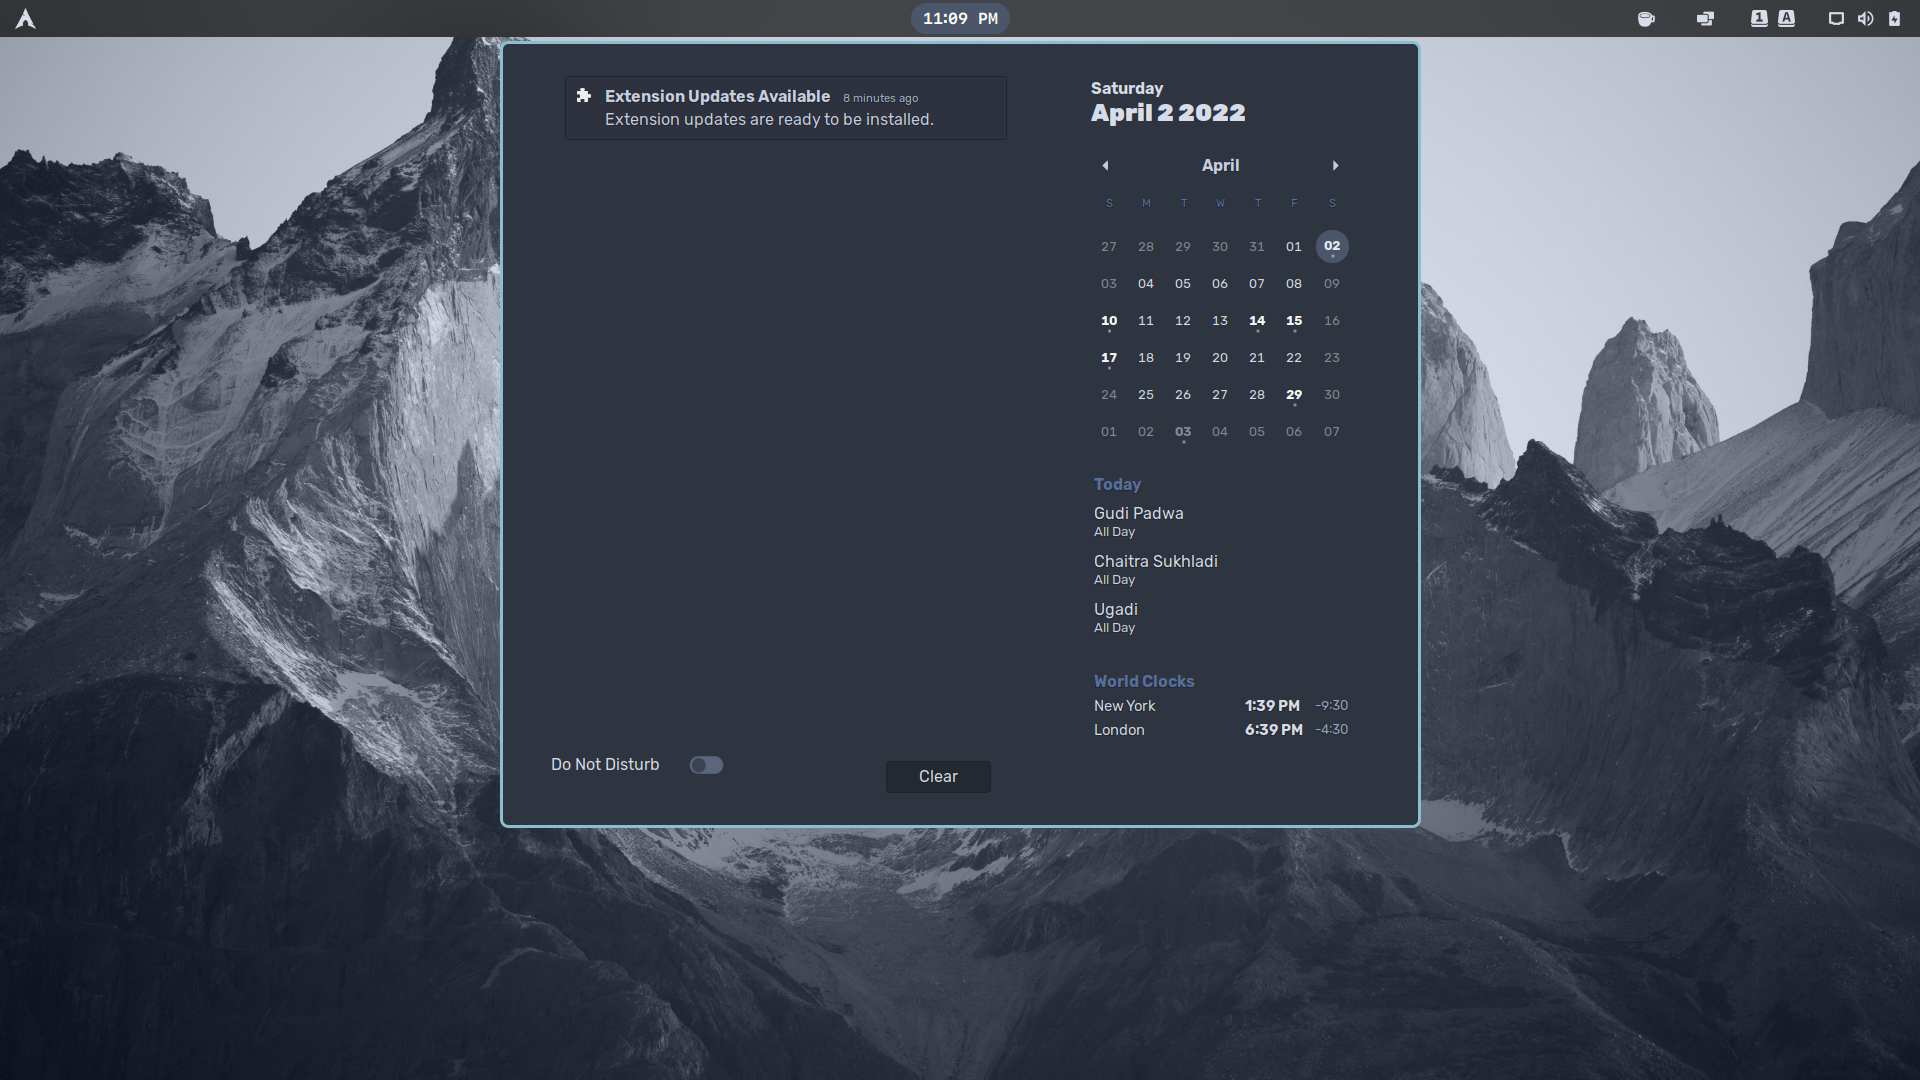 11:09 PM
1 A
Extension Updates Available 8 minutes ago
Extension updates are ready to be installed.
Do Not Disturb
Clear
Saturday
April 2 2022
April
S M T W T F S
27 28 29 30 31 01 02
03 04 05 06 07 08 09
10 11 12 13 14 15 16
17 18 19 20 21 22 23
24 25 26 27 28 29 30
01 02 03 04 05 06 07
Today
Gudi Padwa
All Day
Chaitra Sukhladi
All Day
Ugadi
All Day
World Clocks
New York 1:39 PM -9:30
London 6:39 PM -4:30